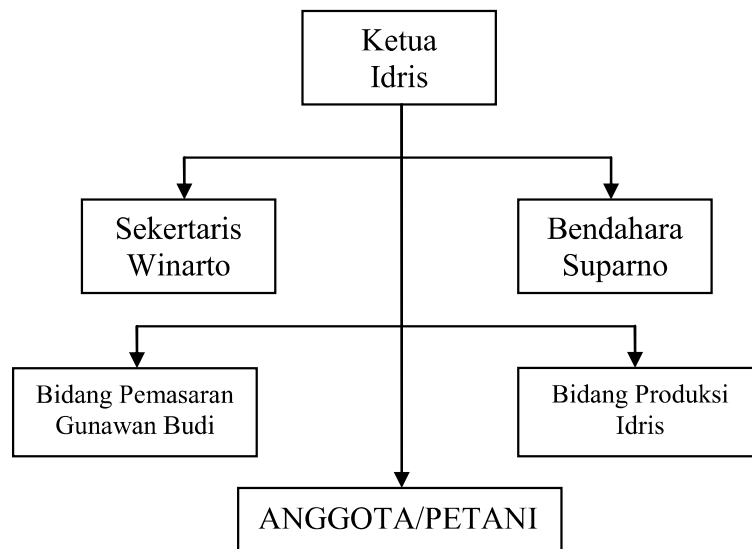 Ketua
Idris
Sekertaris
Winarto
Bendahara
Suparno
Bidang Pemasaran
Gunawan Budi
Bidang Produksi
Idris
ANGGOTA/PETANI